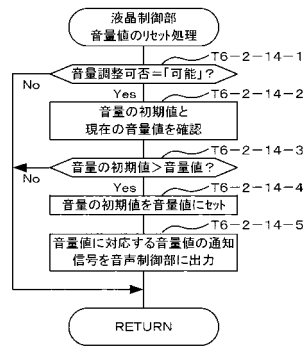 液晶制御部
音量値のリセット処理
T6-2-14-1
音量調整可否=「可能」?
No
Yes
T6-2-14-2
音量の初期値と
現在の音量値を確認
T6-2-14-3
音量の初期値>音量値?
No
Yes
T6-2-14-4
音量の初期値を音量値にセット
T6-2-14-5
音量値に対応する音量値の通知
信号を音声制御部に出力
RETURN